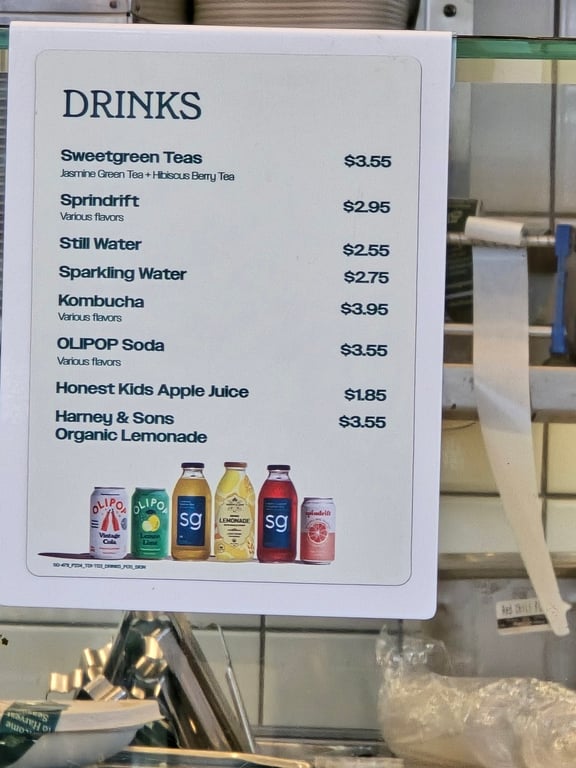 DRINKS
Sweetgreen Teas $3.55
Jasmine Green Tea + Hibiscus Berry Tea
Sprindrift $2.95
Various flavors
Still Water $2.55
Sparkling Water $2.75
Kombucha $3.95
Various flavors
OLIPOP Soda $3.55
Various flavors
Honest Kids Apple Juice $1.85
Harney & Sons $3.55
Organic Lemonade
OLIPOP OLIPOP sg LEMONADE sg spindrift
Vintage Lemon
Cola Lime